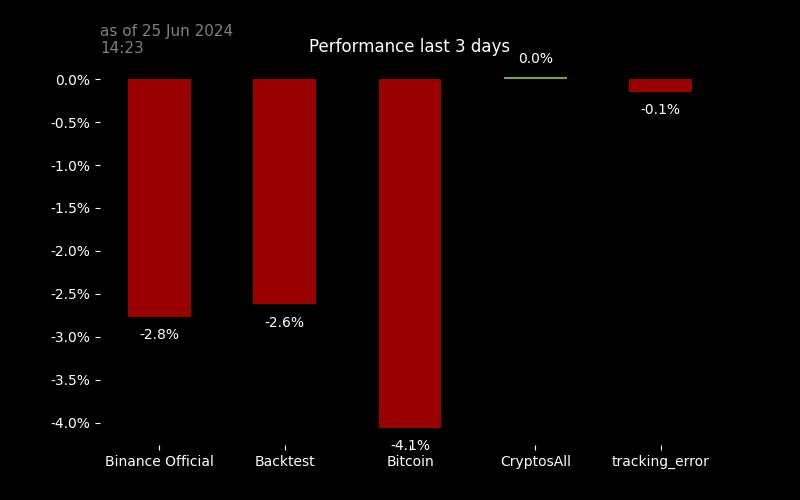 as of 25 Jun 2024
14:23
Performance last 3 days
0.0%
0.0%
-0.5%
-0.1%
-1.0%
-1.5%
-2.0%
-2.5%
-2.6%
-3.0%
-2.8%
-3.5%
-4.0%
-4.1%
Binance Official
Backtest
Bitcoin
CryptosAll
tracking_error